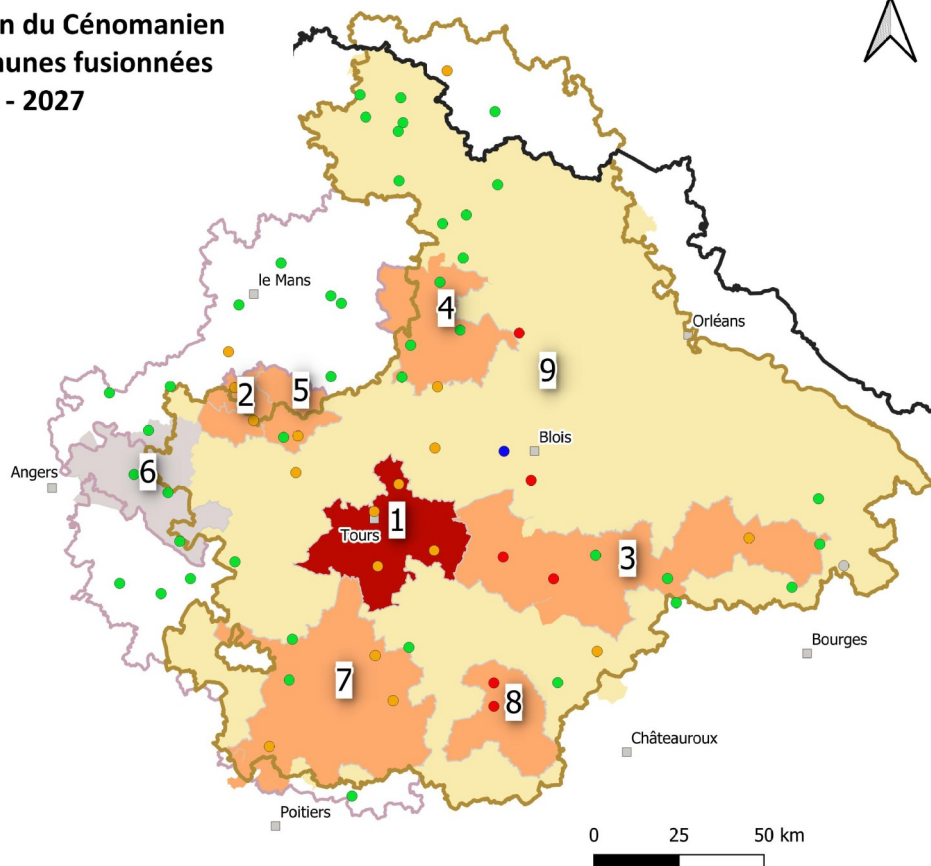 n du Cénomanien
unes fusionnées
- 2027
le Mans
4
Orléans
9
2
5
Blois
Angers
6
1
Tours
3
Bourges
7
8
Châteauroux
Poitiers
0 25 50 km